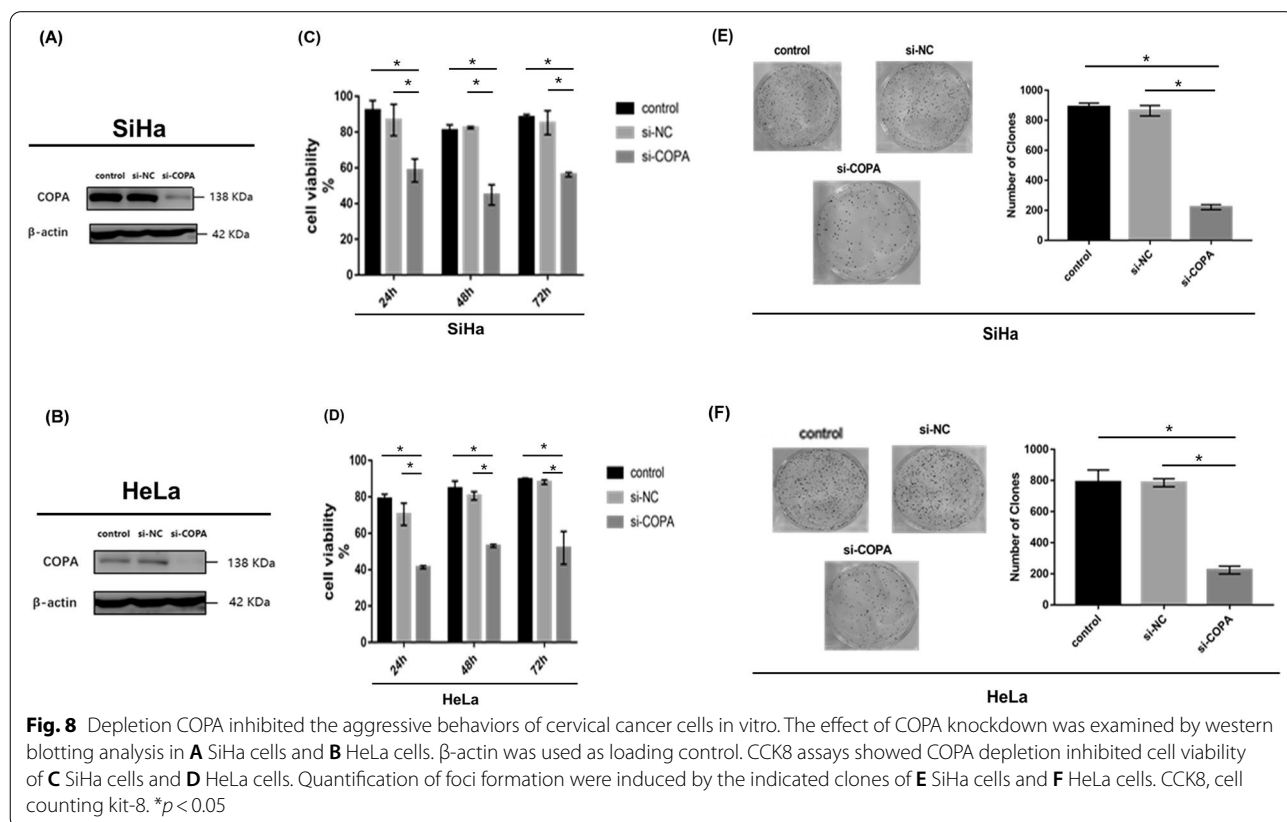 (A)
SiHa
control si-NC si-COPA
COPA
138 KDa
β-actin
42 KDa
(C)
cell viability
%
100
80
60
40
20
0
24h
48h
72h
SiHa
* * *
* * *
control
si-NC
si-COPA
(E)
control
si-NC
si-COPA
Number of Clones
1000
800
600
400
200
0
control
si-NC
si-COPA
*
*
SiHa
(B)
HeLa
control si-NC si-COPA
COPA
138 KDa
β-actin
42 KDa
(D)
cell viability
%
100
80
60
40
20
0
24h
48h
72h
HeLa
* * *
* * *
control
si-NC
si-COPA
(F)
control
si-NC
si-COPA
Number of Clones
1000
800
600
400
200
0
control
si-NC
si-COPA
*
*
HeLa
Fig. 8 Depletion COPA inhibited the aggressive behaviors of cervical cancer cells in vitro. The effect of COPA knockdown was examined by western
blotting analysis in A SiHa cells and B HeLa cells. β-actin was used as loading control. CCK8 assays showed COPA depletion inhibited cell viability
of C SiHa cells and D HeLa cells. Quantification of foci formation were induced by the indicated clones of E SiHa cells and F HeLa cells. CCK8, cell
counting kit-8. *p < 0.05